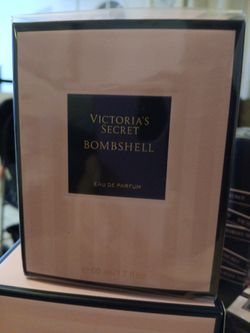 VICTORIA'S
SECRET
BOMBSHELL
EAU DE PARFUM